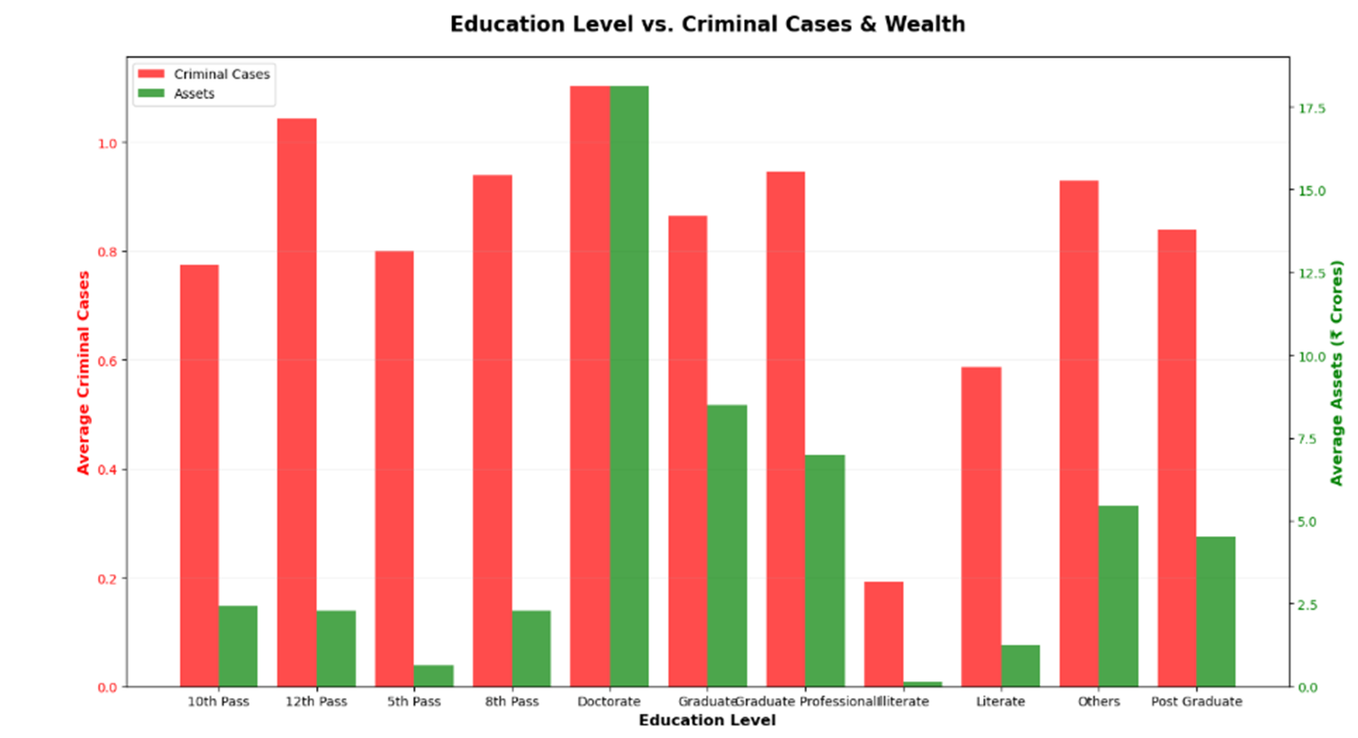 Education Level vs. Criminal Cases & Wealth
Criminal Cases
Assets
1.0
0.8
0.6
0.4
0.2
0.0
Average Criminal Cases
17.5
15.0
12.5
10.0
7.5
5.0
2.5
0.0
Average Assets (₹ Crores)
10th Pass 12th Pass 5th Pass 8th Pass Doctorate Graduate Graduate Professional Illiterate Literate Others Post Graduate
Education Level